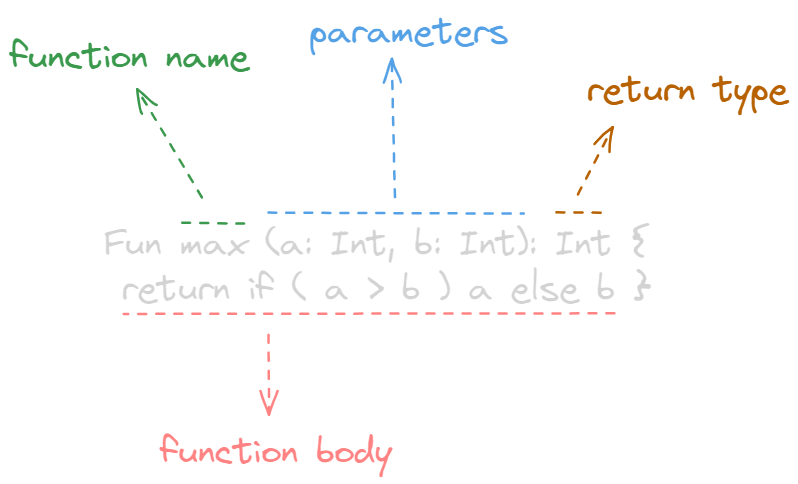 parameters
function name
return type
Fun max (a: Int, b: Int): Int {
return if ( a > b ) a else b }
function body